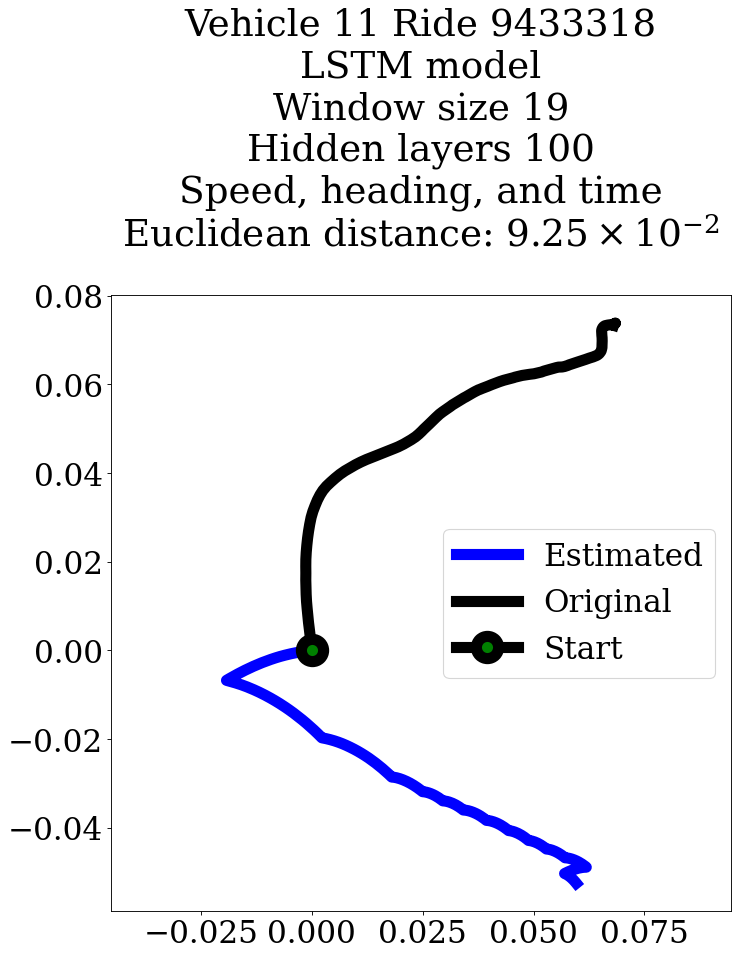 Vehicle 11 Ride 9433318
LSTM model
Window size 19
Hidden layers 100
Speed, heading, and time
Euclidean distance: 9.25 × 10⁻²
0.08
0.06
0.04
0.02
0.00
−0.02
−0.04
Estimated
Original
Start
−0.025 0.000 0.025 0.050 0.075